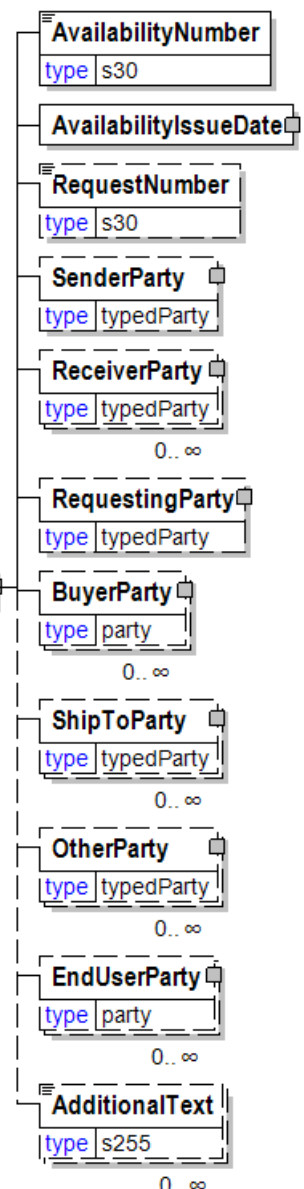 AvailabilityNumber
type s30
AvailabilityIssueDate
RequestNumber
type s30
SenderParty
type typedParty
ReceiverParty
type typedParty
0.. ∞
RequestingParty
type typedParty
BuyerParty
type party
0.. ∞
ShipToParty
type typedParty
0.. ∞
OtherParty
type typedParty
0.. ∞
EndUserParty
type party
0.. ∞
AdditionalText
type s255
0.. ∞